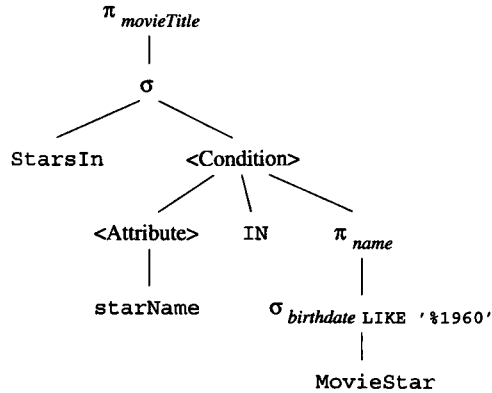 π movieTitle
σ
StarsIn <Condition>
<Attribute> IN π name
starName σ birthdate LIKE '%1960'
MovieStar